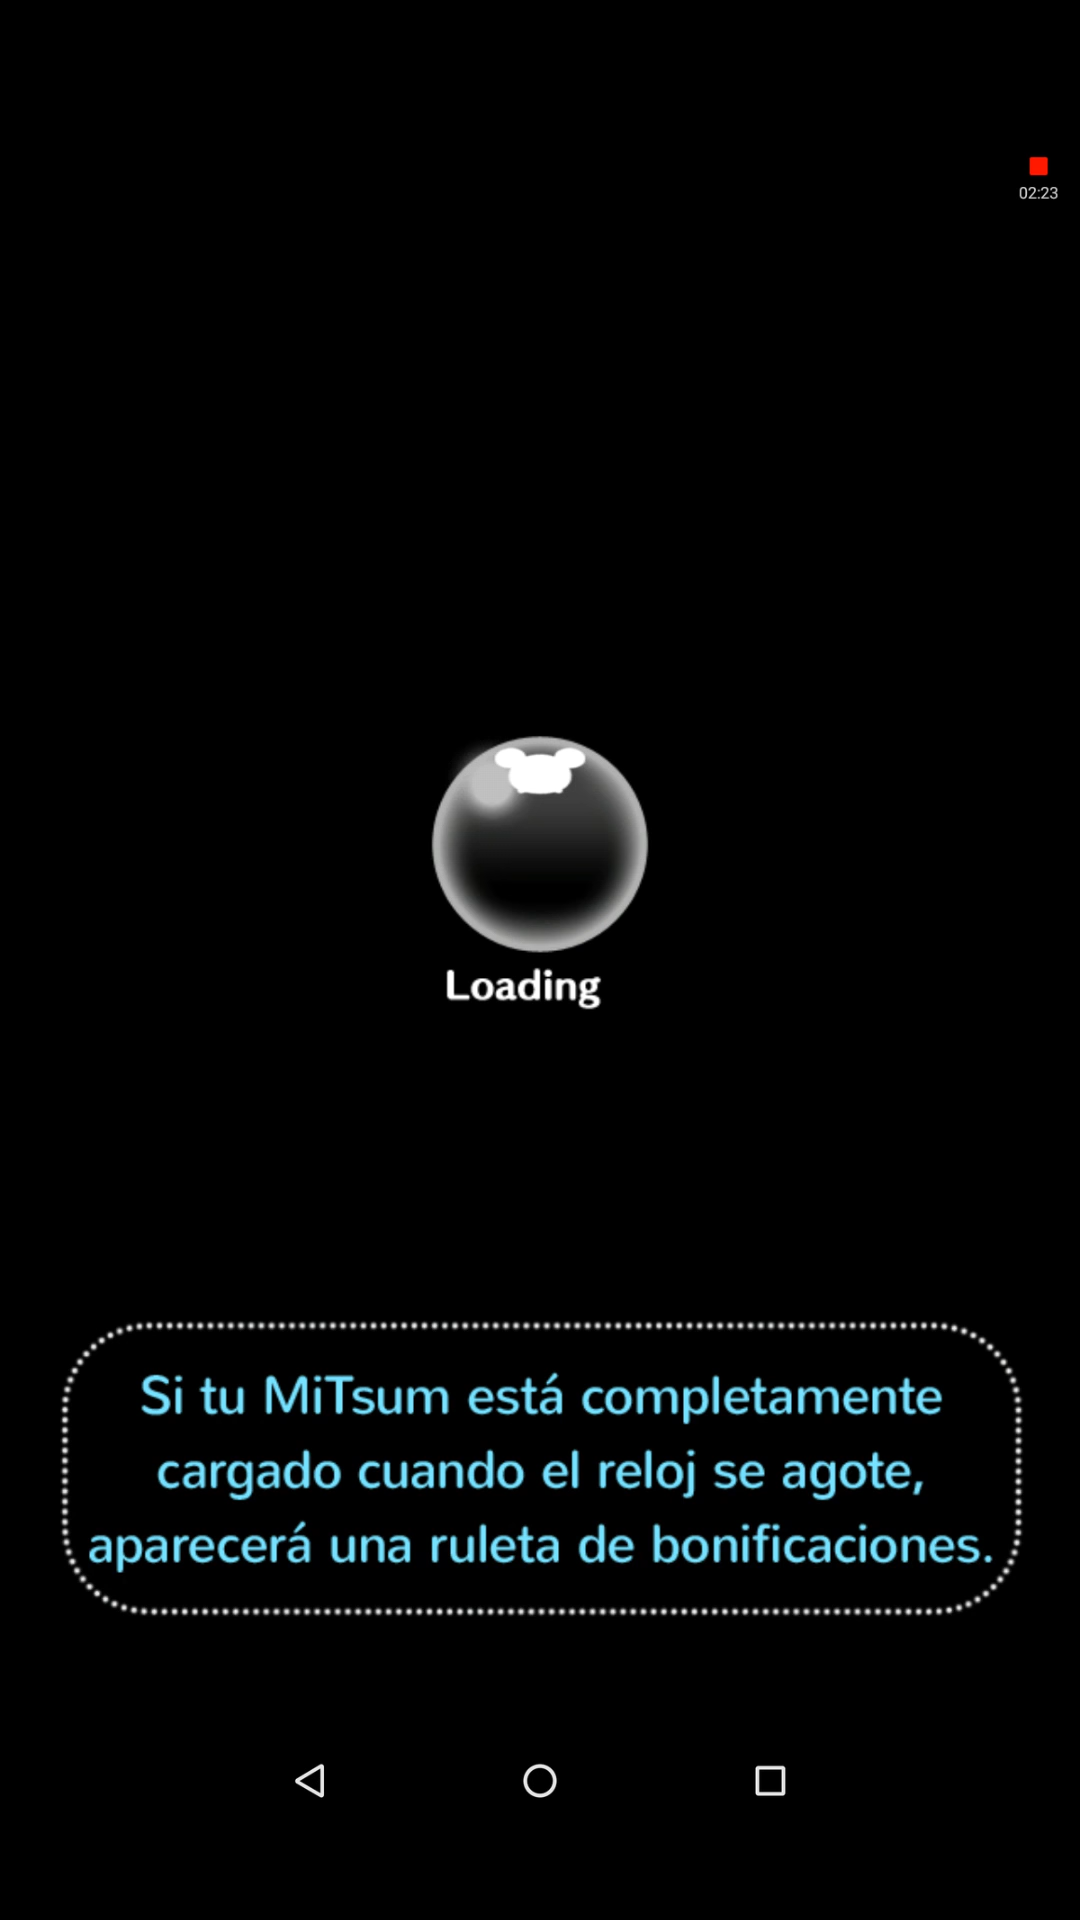 02:23
Loading
Si tu MiTsum está completamente
cargado cuando el reloj se agote,
aparecerá una ruleta de bonificaciones.